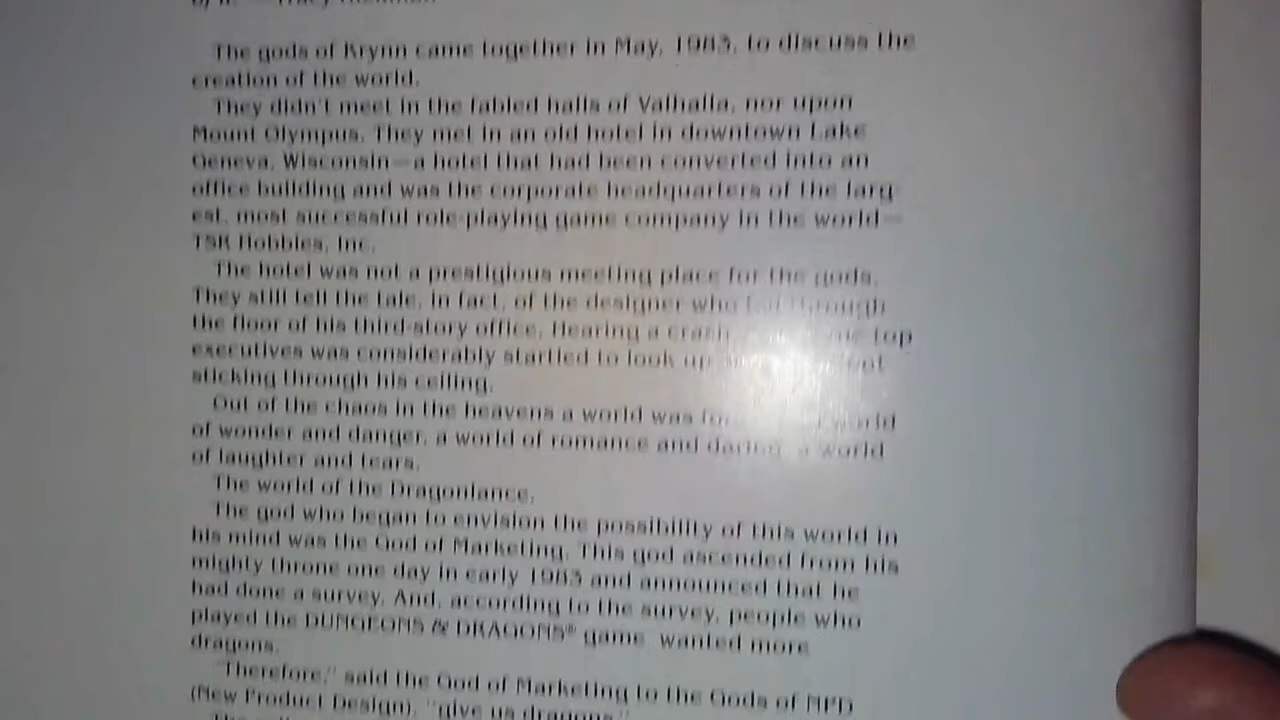 The gods of Krynn came together in May, 1983, to discuss the
creation of the world.
They didn't meet in the fabled halls of Valhalla, nor upon
Mount Olympus. They met in an old hotel in downtown Lake
Geneva, Wisconsin—a hotel that had been converted into an
office building and was the corporate headquarters of the larg-
est, most successful role-playing game company in the world—
TSR Hobbies, Inc.
The hotel was not a prestigious meeting place for the gods.
They still tell the tale, in fact, of the designer who fell through
the floor of his third-story office. Hearing a crash, top
executives was considerably startled to look up
sticking through his ceiling.
Out of the chaos in the heavens a world was world
of wonder and danger, a world of romance and daring, a world
of laughter and tears.
The world of the Dragonlance.
The god who began to envision the possibility of this world in
his mind was the God of Marketing. This god ascended from his
mighty throne one day in early 1983 and announced that he
had done a survey. And, according to the survey, people who
played the DUNGEONS & DRAGONS® game wanted more
dragons.
"Therefore," said the God of Marketing to the Gods of NPD
(New Product Design), "give us dragons."